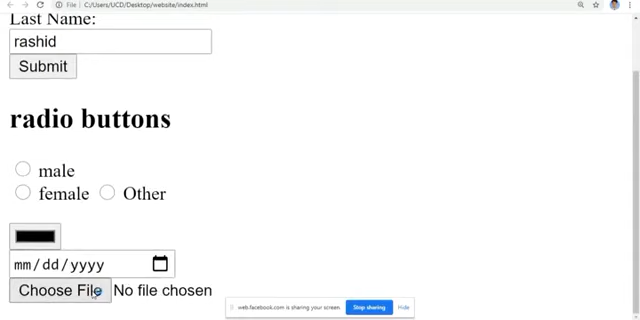 File | C:/Users/UCD/Desktop/website/index.html
Last Name:
rashid
Submit
radio buttons
male
female Other
mm/dd/yyyy
Choose File No file chosen
web.facebook.com is sharing your screen Stop sharing Hide